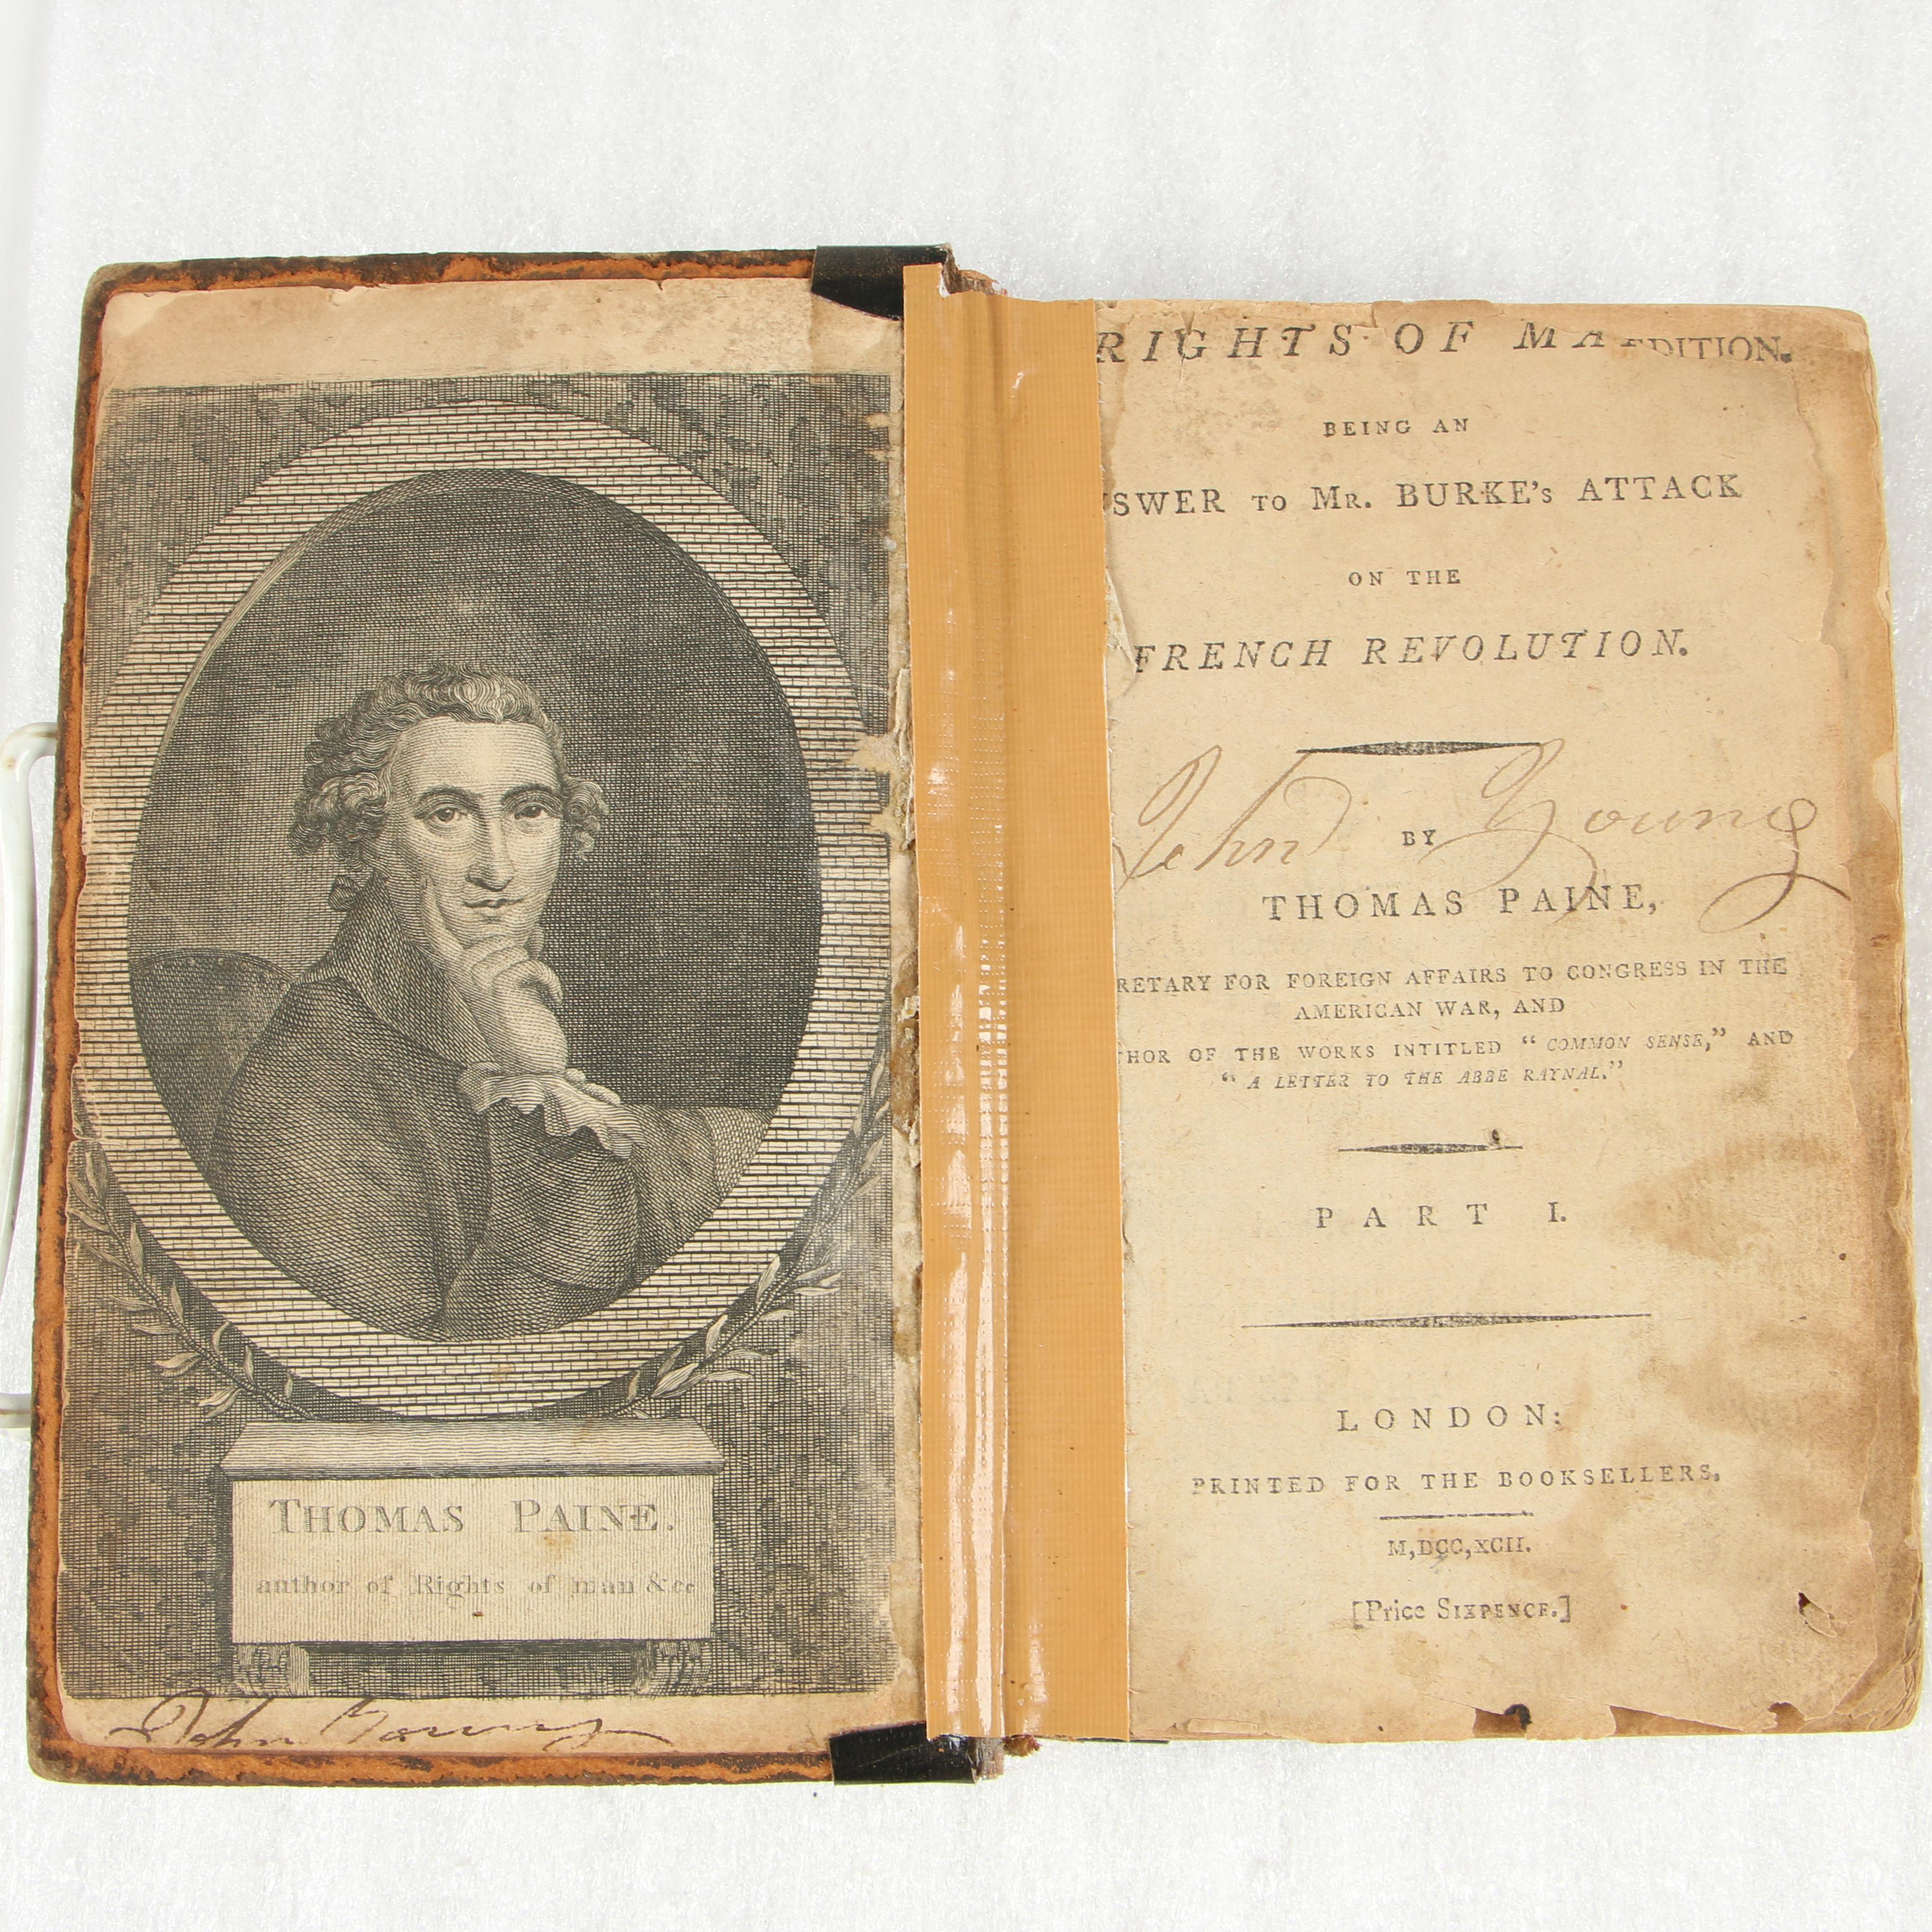 THOMAS PAINE.
author of Rights of man &cc
John Young
RIGHTS OF MA
EDITION.
BEING AN
SWER TO MR. BURKE's ATTACK
ON THE
FRENCH REVOLUTION.
John Young
BY
THOMAS PAINE,
RETARY FOR FOREIGN AFFAIRS TO CONGRESS IN THE
AMERICAN WAR, AND
THOR OF THE WORKS INTITLED “COMMON SENSE,” AND
“A LETTER TO THE ABBE RAYNAL.”
PART I.
LONDON:
PRINTED FOR THE BOOKSELLERS.
M,DCC,XCII.
[Price SIXPENCE.]